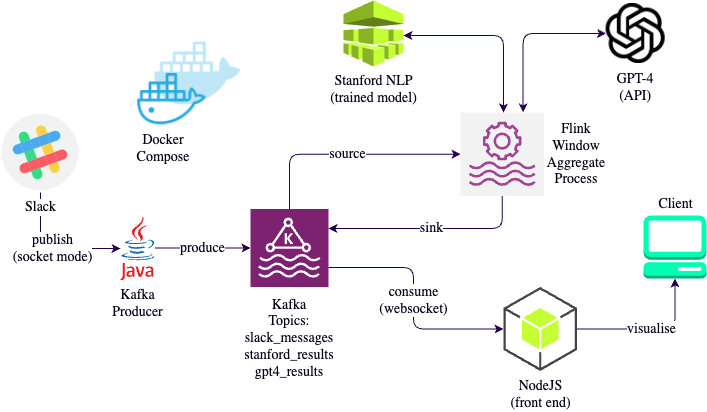 Stanford NLP
(trained model)
GPT-4
(API)
Docker
Compose
Flink
Window
Aggregate
Process
source
Slack
publish
(socket mode)
Java
Kafka
Producer
produce
K
sink
Client
Kafka
Topics:
slack_messages
stanford_results
gpt4_results
consume
(websocket)
NodeJS
(front end)
visualise